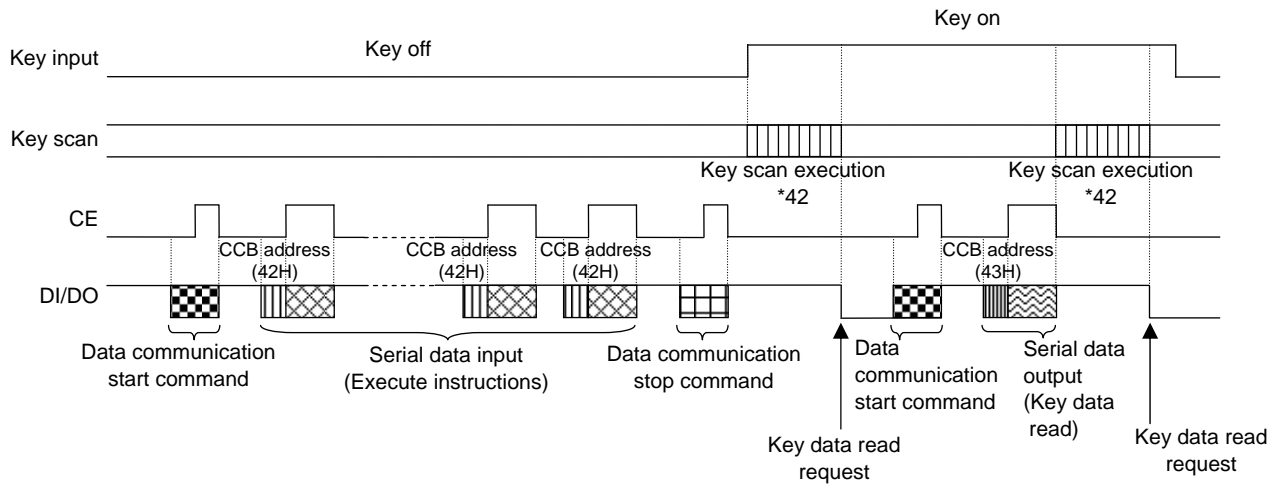 Key on
Key off
Key input
Key scan
Key scan execution
*42
Key scan execution
*42
CE
CCB address
(42H)
CCB address
(42H)
CCB address
(42H)
CCB address
(43H)
DI/DO
Data communication
start command
Serial data input
(Execute instructions)
Data communication
stop command
Data
communication
start command
Serial data
output
(Key data
read)
Key data read
request
Key data read
request